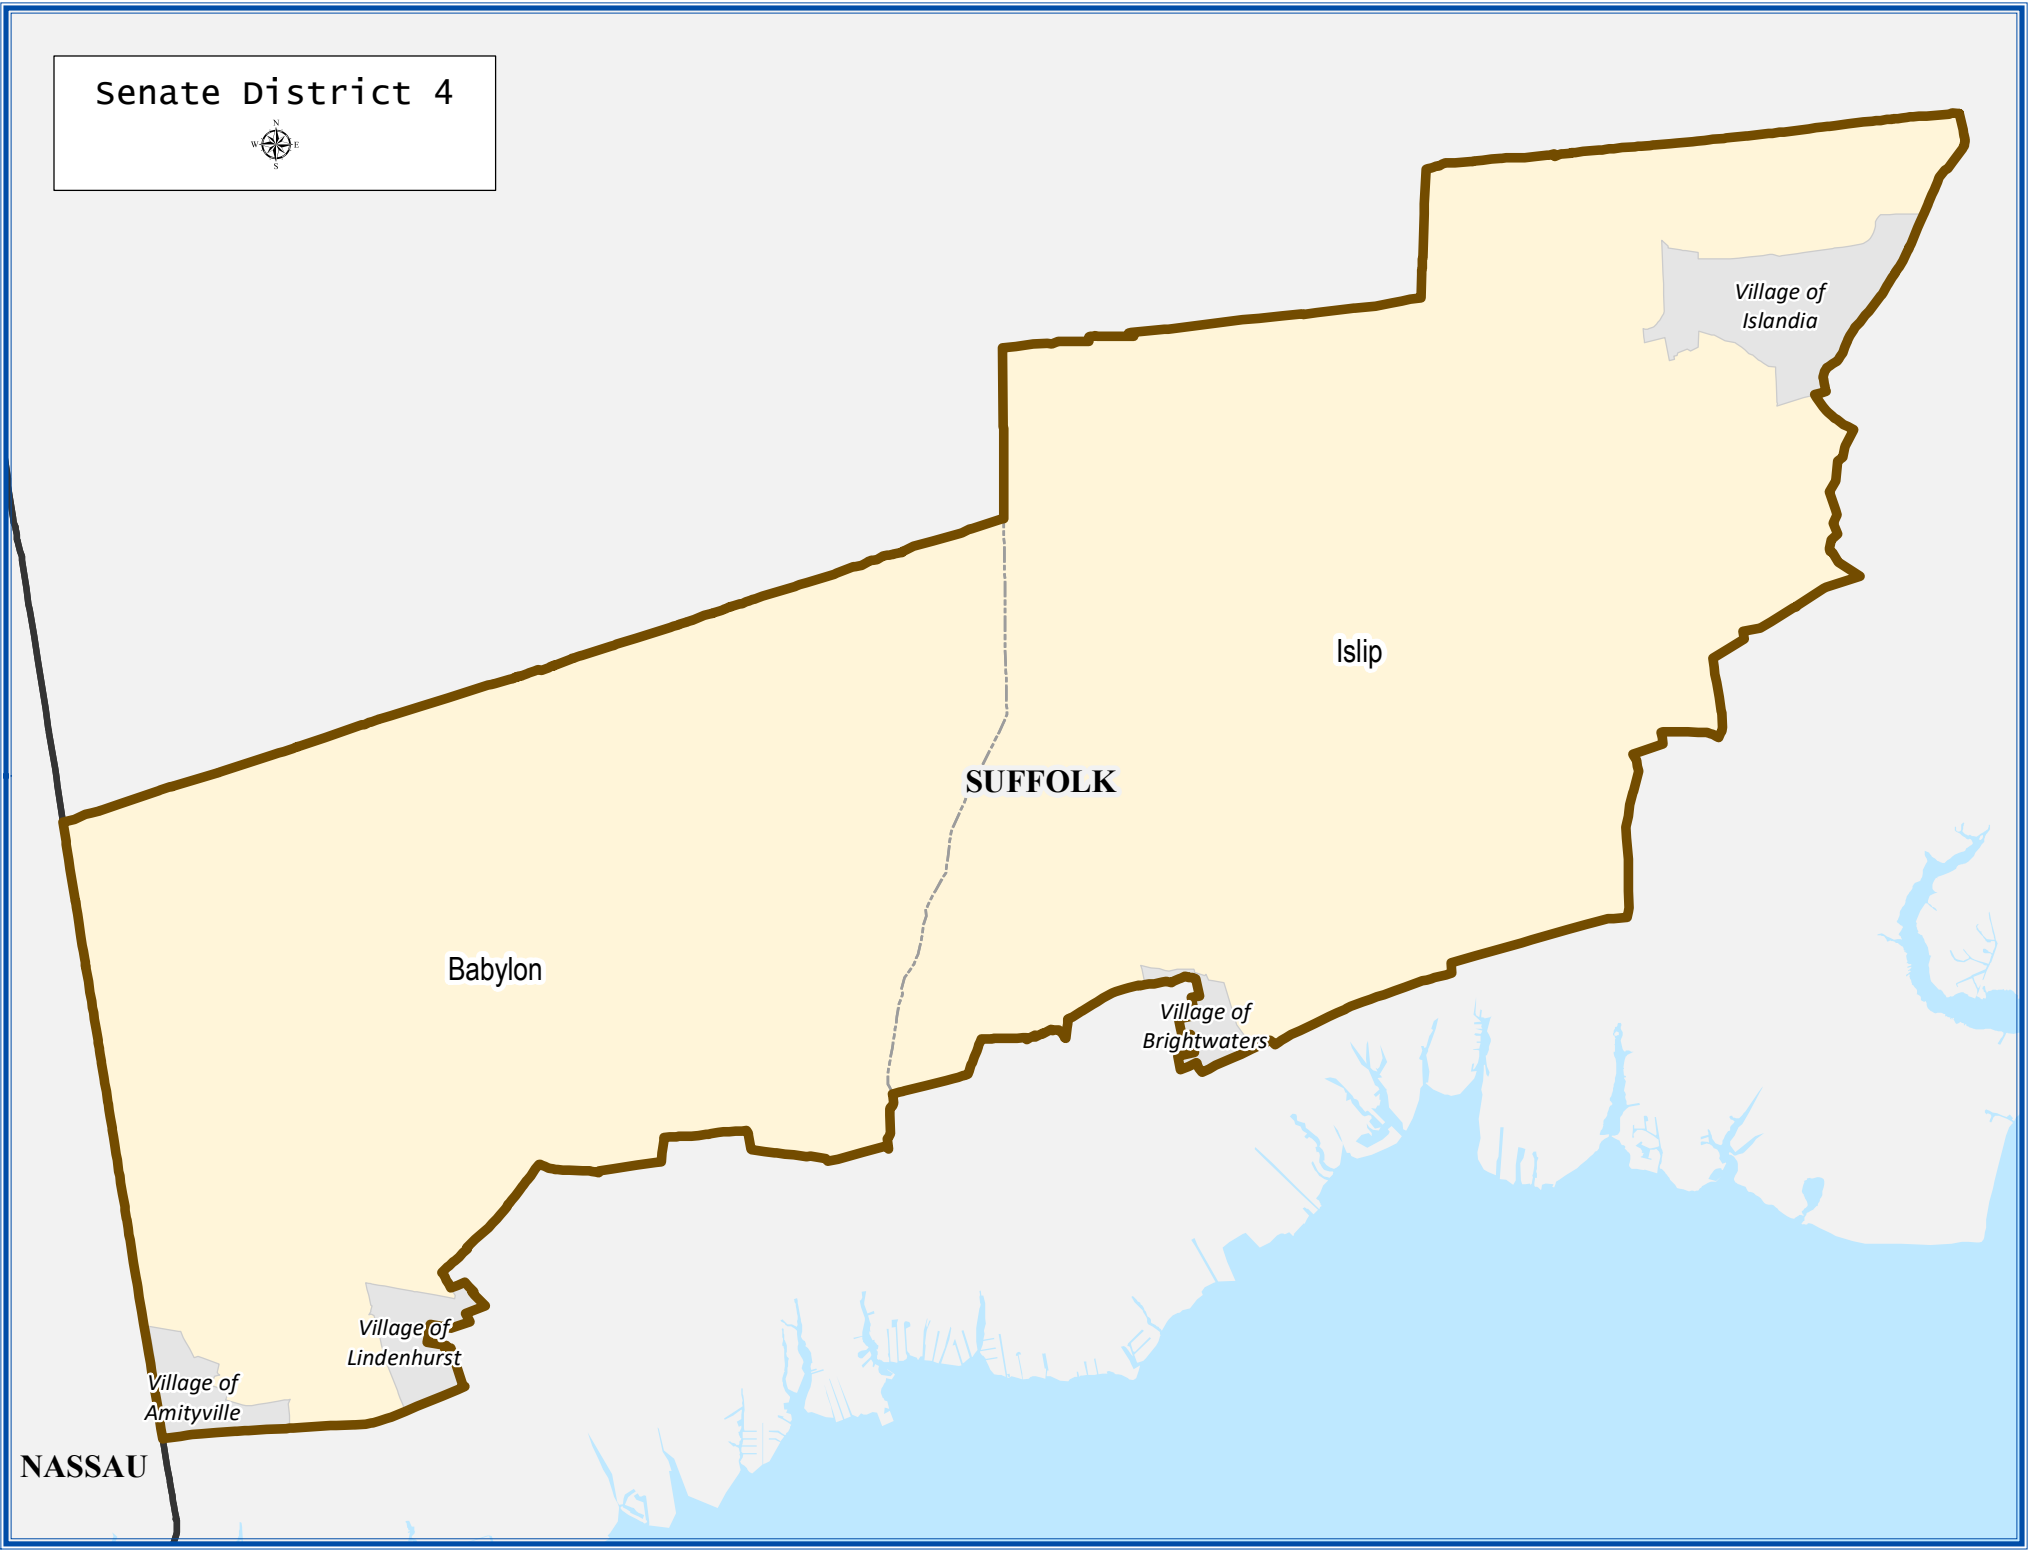 Senate District 4
N
W E
S
Village of
Islandia
Islip
SUFFOLK
Babylon
Village of
Brightwaters
Village of
Lindenhurst
Village of
Amityville
NASSAU